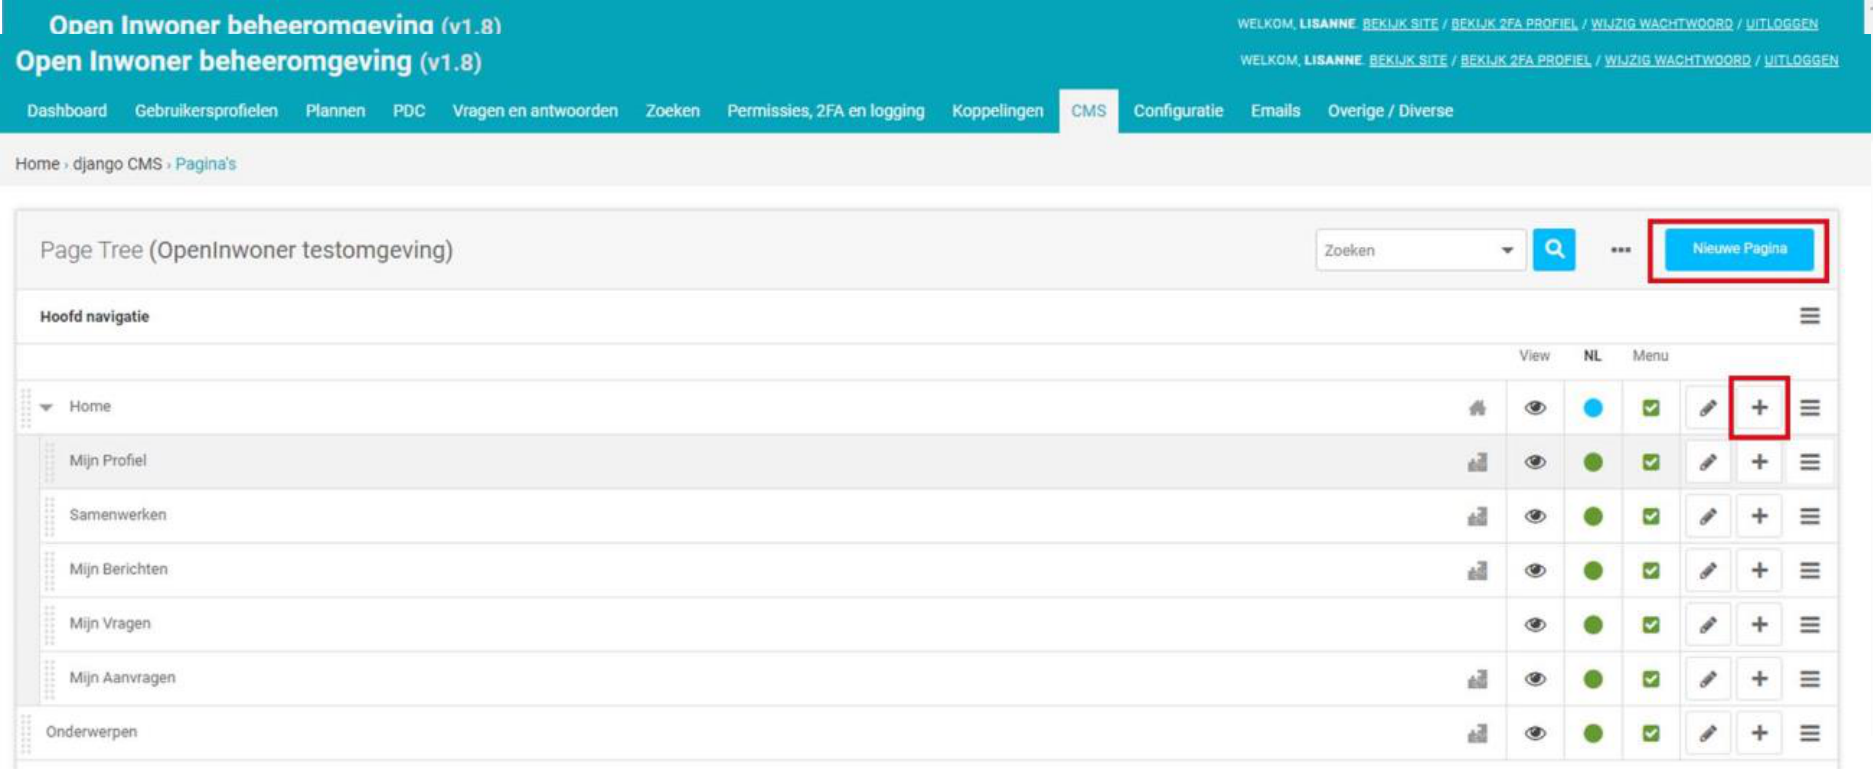 Open Inwoner beheeromgeving (v1.8) WELKOM, LISANNE. BEKIJK SITE / BEKIJK 2FA PROFIEL / WIJZIG WACHTWOORD / UITLOGGEN
Open Inwoner beheeromgeving (v1.8) WELKOM, LISANNE. BEKIJK SITE / BEKIJK 2FA PROFIEL / WIJZIG WACHTWOORD / UITLOGGEN
Dashboard Gebruikersprofielen Plannen PDC Vragen en antwoorden Zoeken Permissies, 2FA en logging Koppelingen CMS Configuratie Emails Overige / Diverse
Home › django CMS › Pagina's
Page Tree (OpenInwoner testomgeving) Zoeken Nieuwe Pagina
Hoofd navigatie
View NL Menu
Home
Mijn Profiel
Samenwerken
Mijn Berichten
Mijn Vragen
Mijn Aanvragen
Onderwerpen